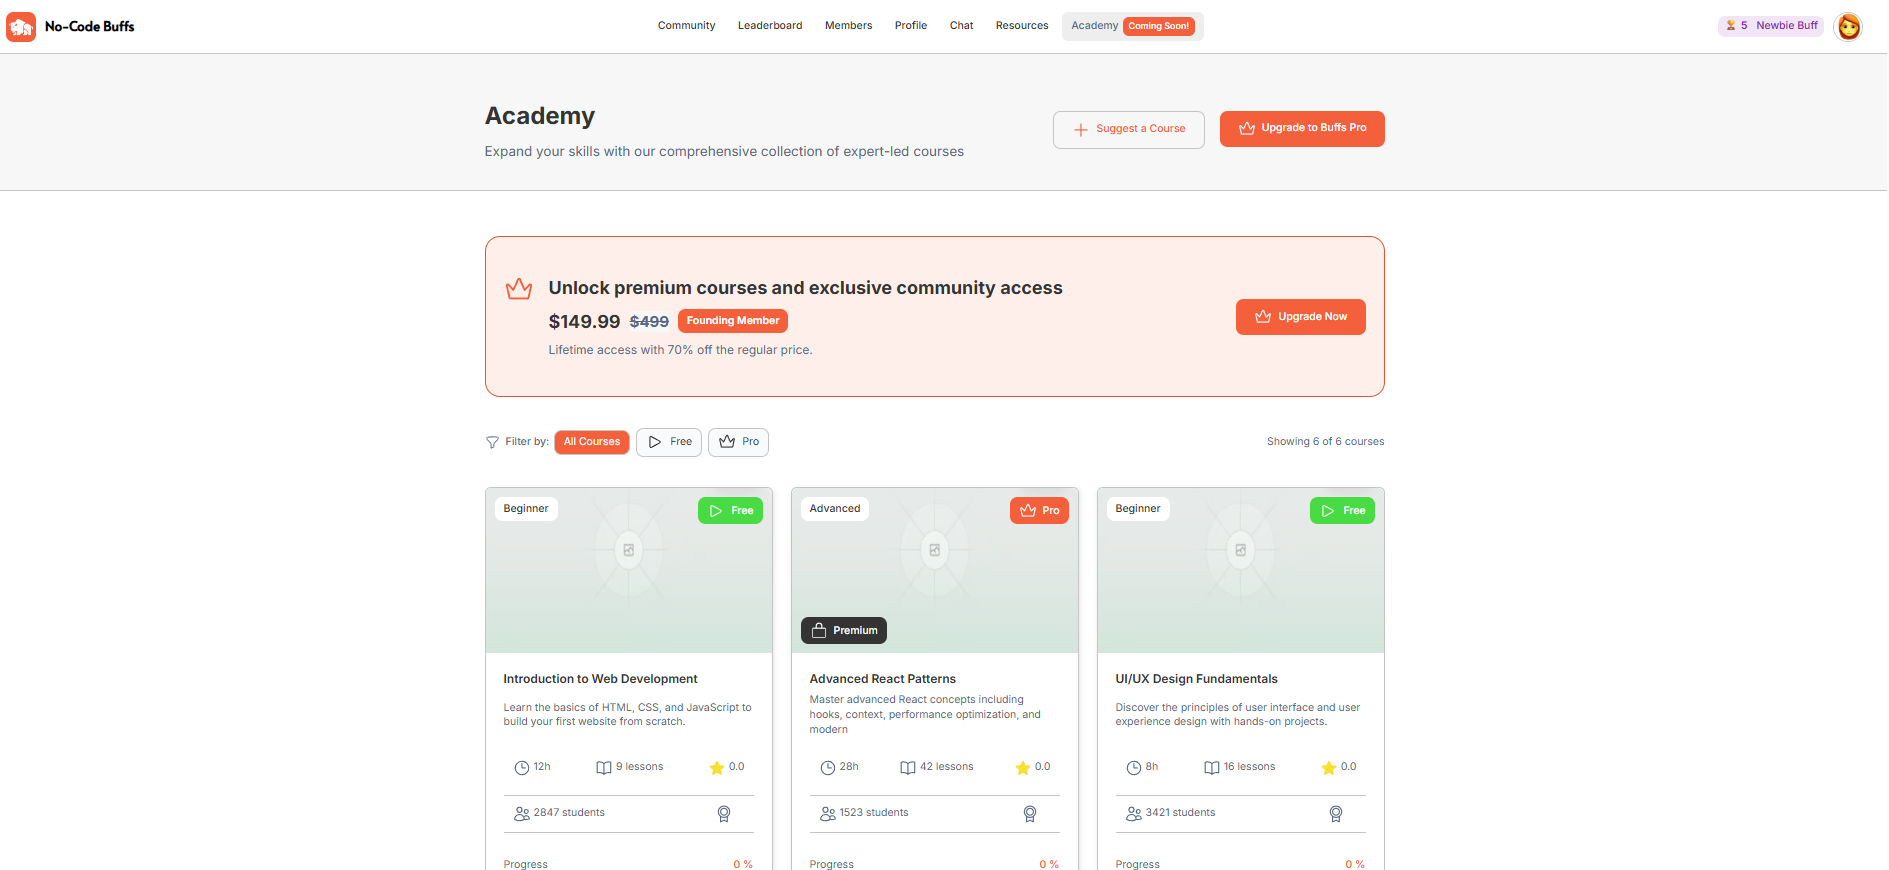 No-Code Buffs
Community
Leaderboard
Members
Profile
Chat
Resources
Academy
Coming Soon!
5 Newbie Buff
Academy
Expand your skills with our comprehensive collection of expert-led courses
Suggest a Course
Upgrade to Buffs Pro
Unlock premium courses and exclusive community access
$149.99 $499 Founding Member
Lifetime access with 70% off the regular price.
Upgrade Now
Filter by: All Courses Free Pro
Showing 6 of 6 courses
Beginner
Free
Introduction to Web Development
Learn the basics of HTML, CSS, and JavaScript to
build your first website from scratch.
12h
9 lessons
0.0
2847 students
Progress
0 %
Advanced
Pro
Premium
Advanced React Patterns
Master advanced React concepts including
hooks, context, performance optimization, and
modern
28h
42 lessons
0.0
1523 students
Progress
0 %
Beginner
Free
UI/UX Design Fundamentals
Discover the principles of user interface and user
experience design with hands-on projects.
8h
16 lessons
0.0
3421 students
Progress
0 %